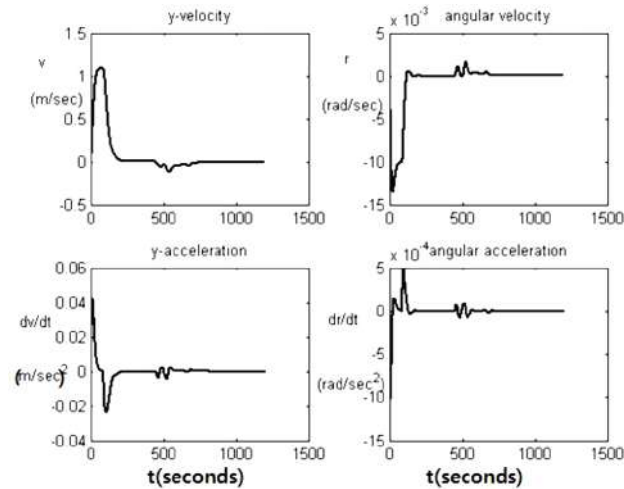 y-velocity
1.5
v
1
(m/sec)
0.5
0
-0.5
0 500 1000 1500
x 10^-3 angular velocity
5
r
0
(rad/sec)
-5
-10
-15
0 500 1000 1500
y-acceleration
0.06
0.04
dv/dt
0.02
(m/sec)^2
0
-0.02
-0.04
0 500 1000 1500
t(seconds)
x 10^-4 angular acceleration
5
dr/dt
0
-5
(rad/sec^2)
-10
-15
0 500 1000 1500
t(seconds)